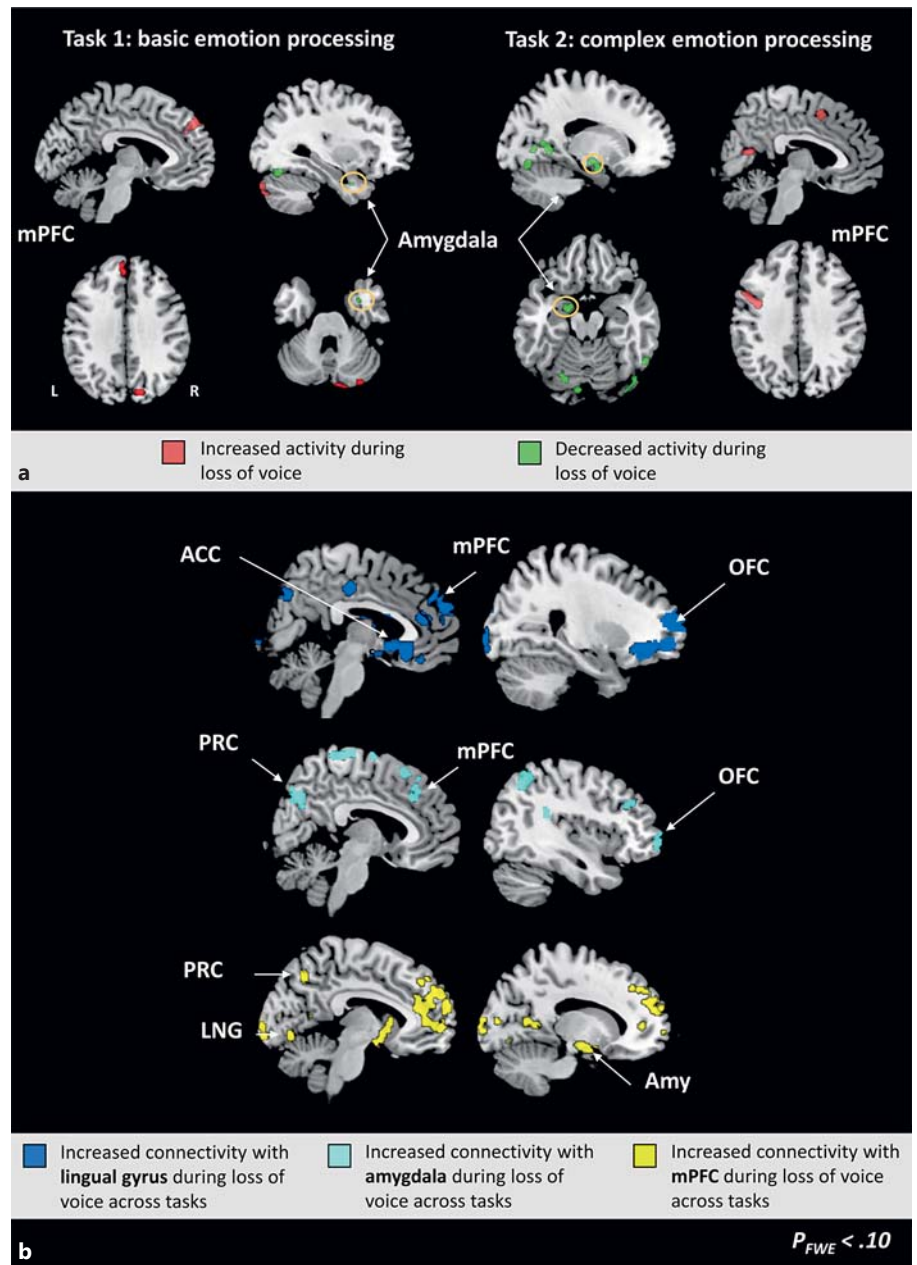 Task 1: basic emotion processing
Task 2: complex emotion processing
mPFC
Amygdala
mPFC
L
R
a
Increased activity during
loss of voice
Decreased activity during
loss of voice
ACC
mPFC
OFC
PRC
mPFC
OFC
PRC
LNG
Amy
Increased connectivity with
lingual gyrus during loss of
voice across tasks
Increased connectivity with
amygdala during loss of
voice across tasks
Increased connectivity with
mPFC during loss of voice
across tasks
b
P_FWE < .10